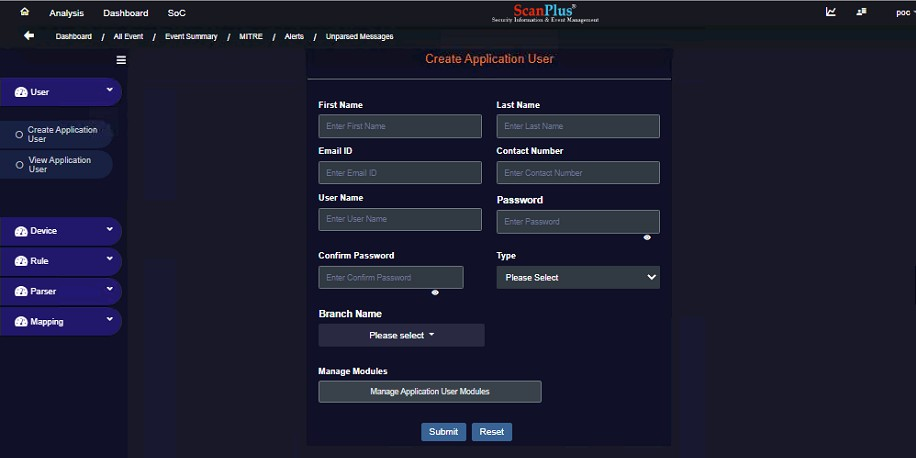 Analysis Dashboard SoC ScanPlus® poc
Security Information & Event Management
Dashboard / All Event / Event Summary / MITRE / Alerts / Unparsed Messages
User
Create Application
User
View Application
User
Device
Rule
Parser
Mapping
Create Application User
First Name Last Name
Enter First Name Enter Last Name
Email ID Contact Number
Enter Email ID Enter Contact Number
User Name Password
Enter User Name Enter Password
Confirm Password Type
Enter Confirm Password Please Select
Branch Name
Please select
Manage Modules
Manage Application User Modules
Submit Reset